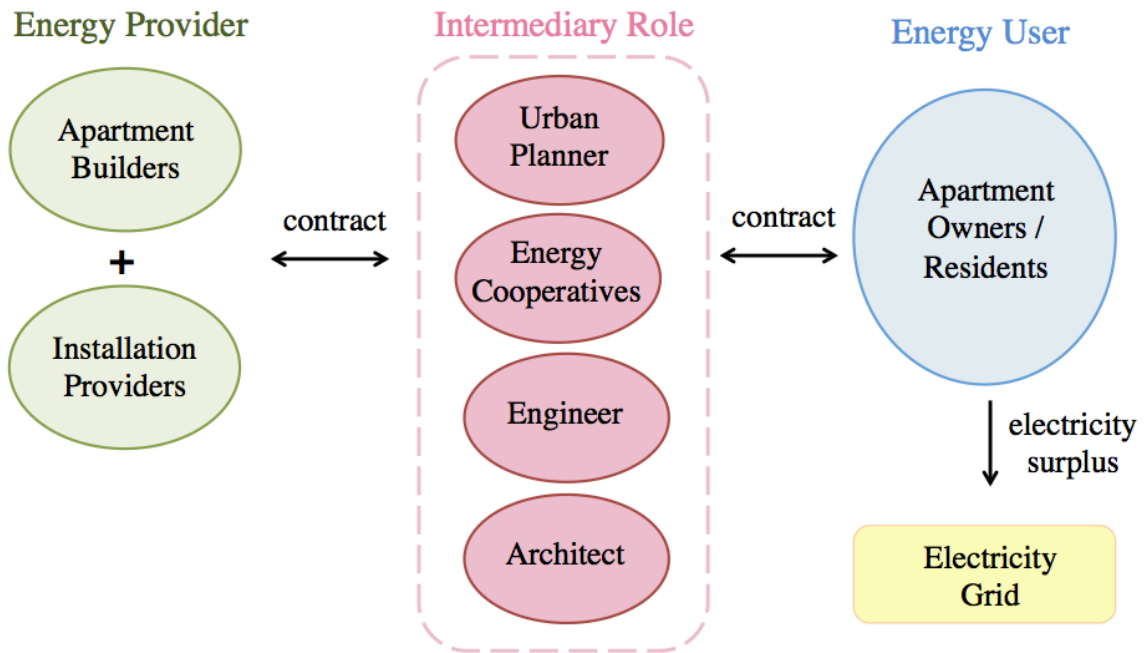 Energy Provider
Intermediary Role
Energy User
Apartment
Builders
+
Installation
Providers
contract
Urban
Planner
Energy
Cooperatives
Engineer
Architect
contract
Apartment
Owners /
Residents
electricity
surplus
Electricity
Grid